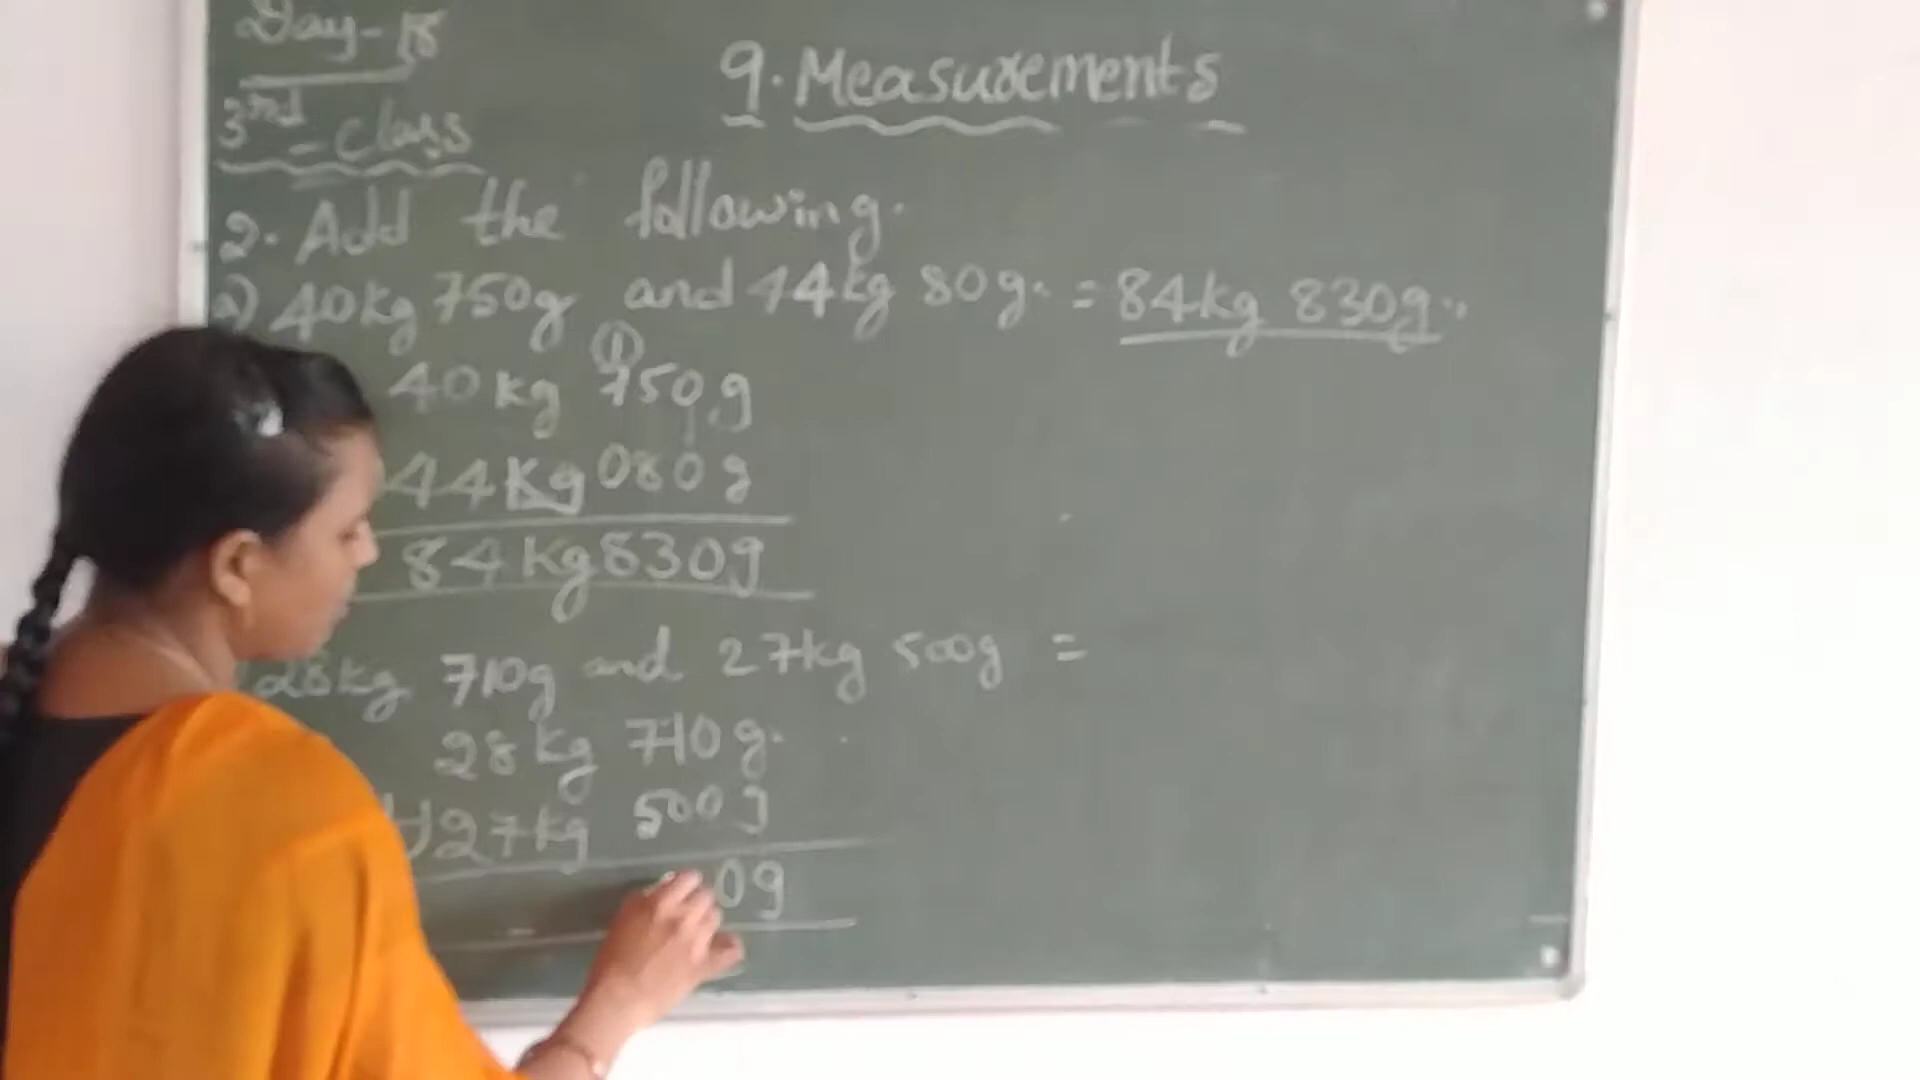 Day-18
3rd-class
9. Measurements
2. Add the following.
a) 40kg 750g and 44kg 80g. = 84kg 830g.
1
40kg 750g
44kg 080g
84kg 830g
28kg 710g and 27kg 500g =
28kg 710g.
27kg 500g
0g